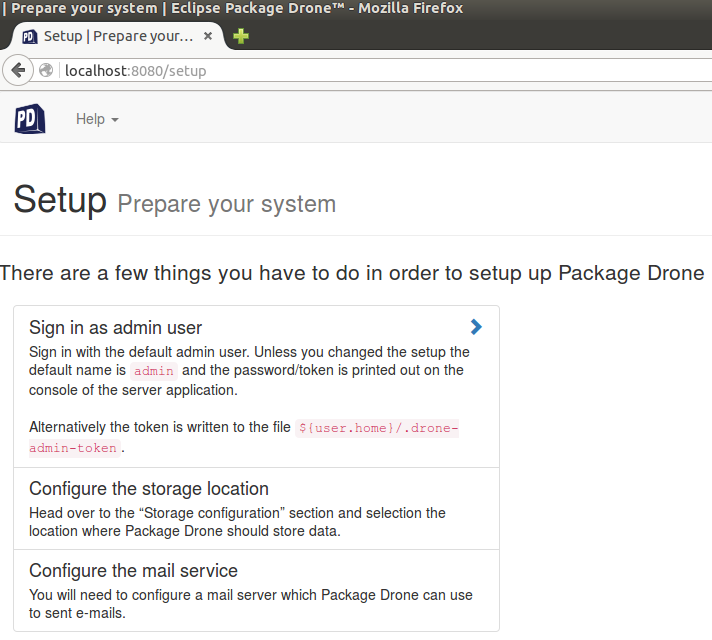 | Prepare your system | Eclipse Package Drone™ - Mozilla Firefox
PD Setup | Prepare your... ×
localhost:8080/setup
PD Help
Setup Prepare your system
There are a few things you have to do in order to setup up Package Drone
Sign in as admin user
Sign in with the default admin user. Unless you changed the setup the
default name is admin and the password/token is printed out on the
console of the server application.
Alternatively the token is written to the file ${user.home}/.drone-
admin-token.
Configure the storage location
Head over to the “Storage configuration” section and selection the
location where Package Drone should store data.
Configure the mail service
You will need to configure a mail server which Package Drone can use
to sent e-mails.